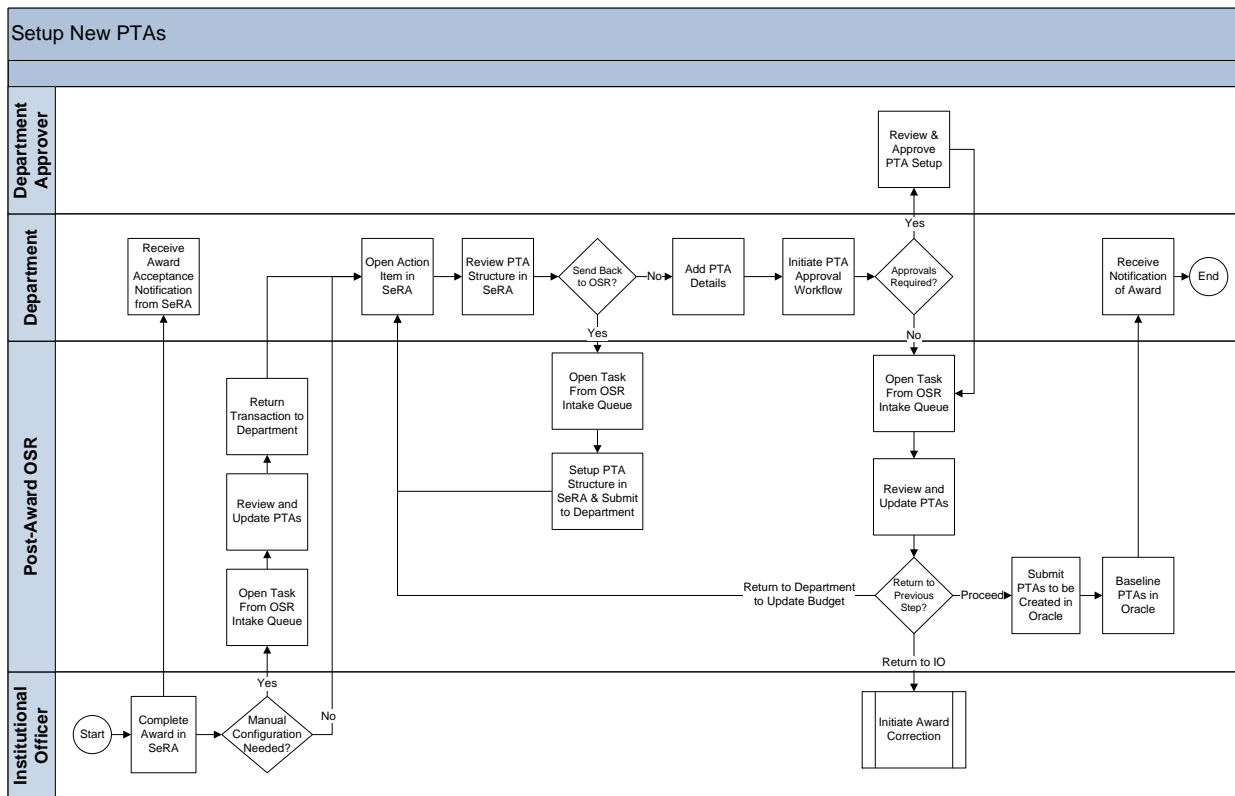 Setup New PTAs
Department
Approver
Review &
Approve
PTA Setup
Department
Receive
Award
Acceptance
Notification
from SeRA
Open Action
Item in
SeRA
Review PTA
Structure in
SeRA
Send Back
to OSR?
No
Add PTA
Details
Initiate PTA
Approval
Workflow
Yes
Approvals
Required?
Receive
Notification
of Award
End
Yes
No
Post-Award OSR
Return
Transaction to
Department
Review and
Update PTAs
Open Task
From OSR
Intake Queue
Open Task
From OSR
Intake Queue
Setup PTA
Structure in
SeRA & Submit
to Department
Open Task
From OSR
Intake Queue
Review and
Update PTAs
Return to Department
to Update Budget
Return to
Previous
Step?
Proceed
Submit
PTAs to be
Created in
Oracle
Baseline
PTAs in
Oracle
Return to IO
Institutional
Officer
Start
Complete
Award in
SeRA
Yes
Manual
Configuration
Needed?
No
Initiate Award
Correction